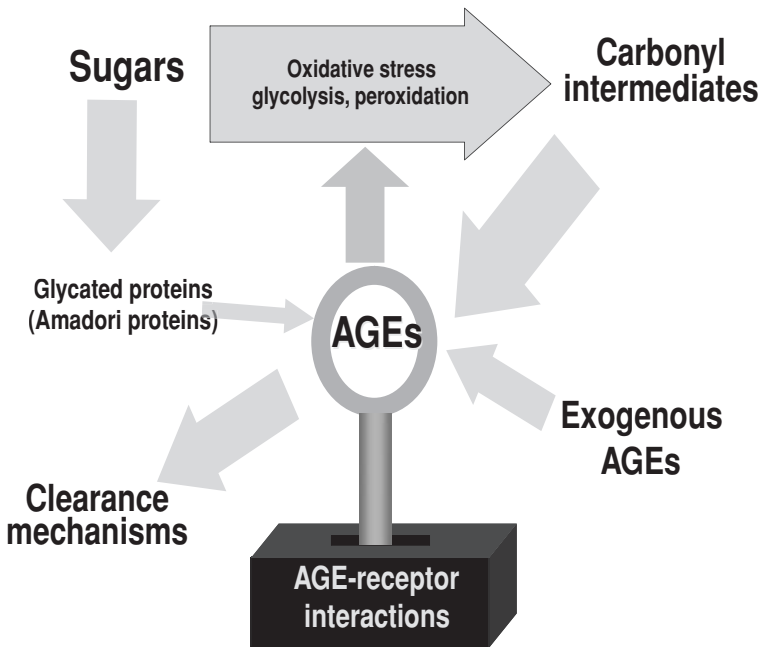 Sugars
Oxidative stress
glycolysis, peroxidation
Carbonyl
intermediates
Glycated proteins
(Amadori proteins)
AGEs
Exogenous
AGEs
Clearance
mechanisms
AGE-receptor
interactions